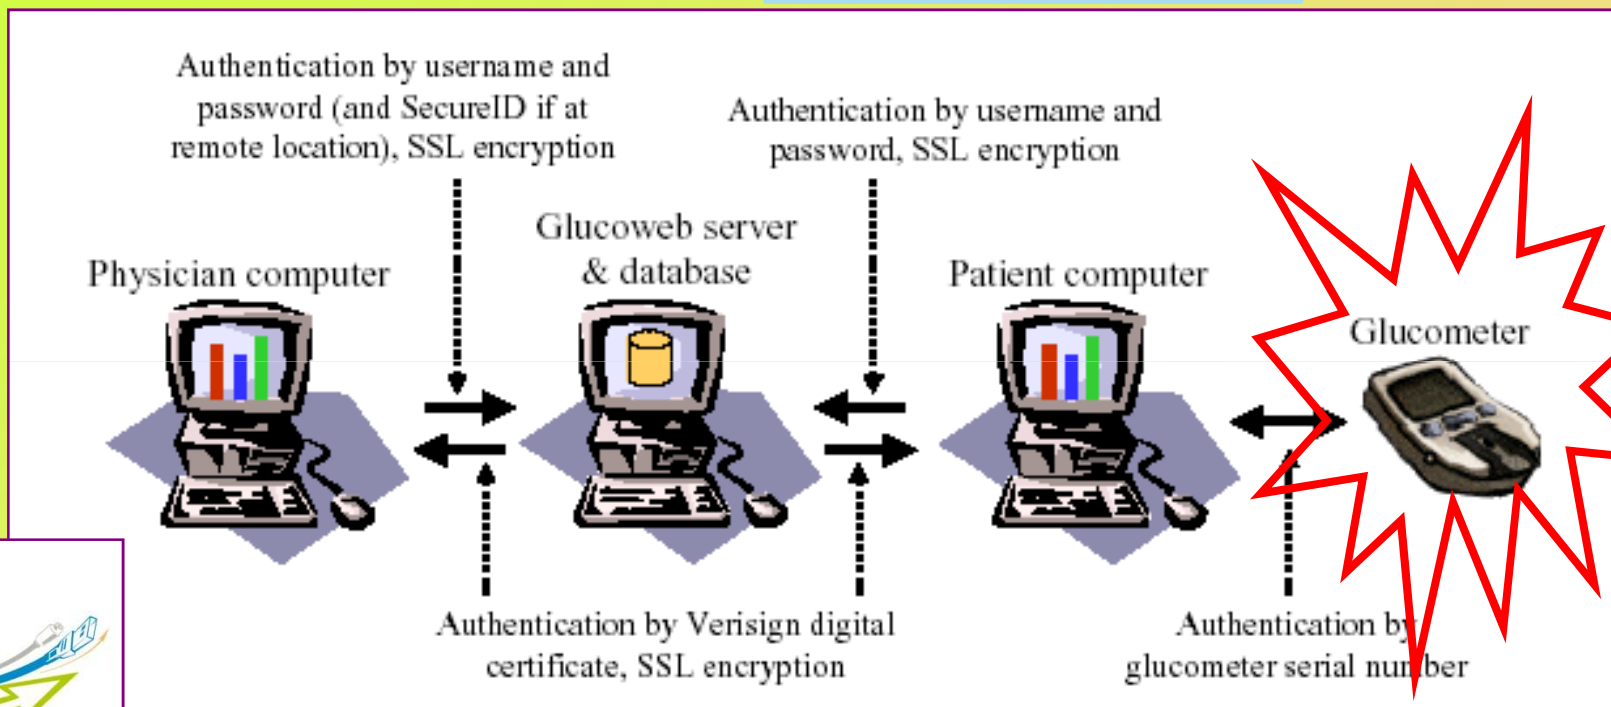 Authentication by username and
password (and SecureID if at
remote location), SSL encryption
Authentication by username and
password, SSL encryption
Physician computer
Glucoweb server
& database
Patient computer
Glucometer
Authentication by Verisign digital
certificate, SSL encryption
Authentication by
glucometer serial number